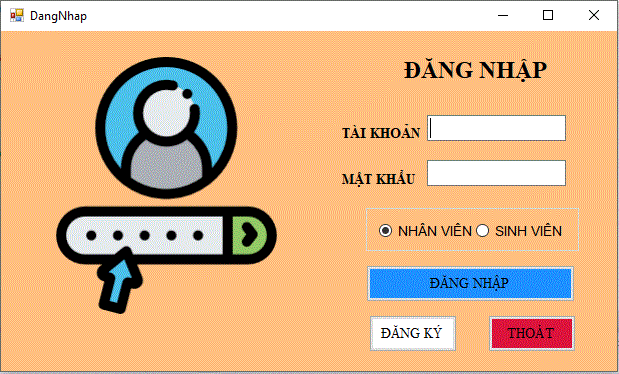 DangNhap
ĐĂNG NHẬP
TÀI KHOẢN
MẬT KHẨU
NHÂN VIÊN SINH VIÊN
ĐĂNG NHẬP
ĐĂNG KÝ THOÁT